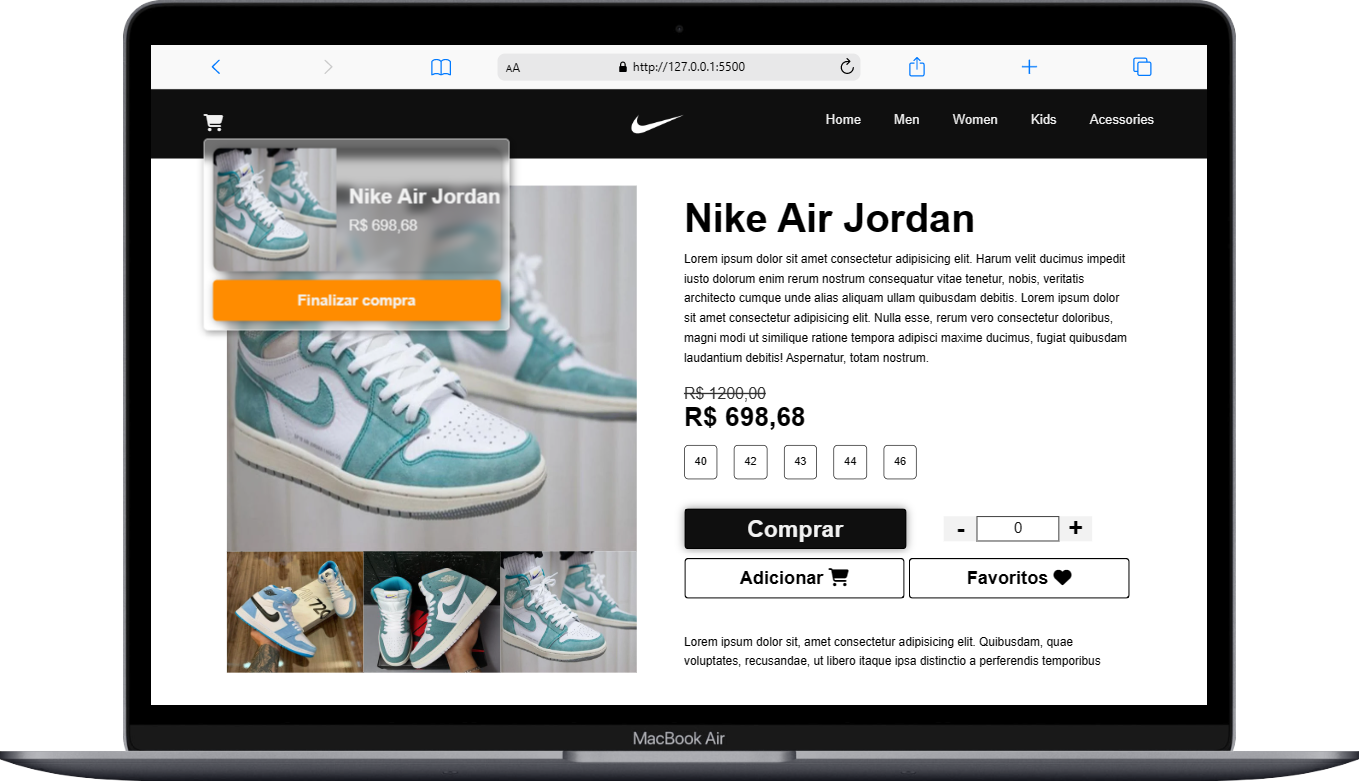 AA
http://127.0.0.1:5500
Home Men Women Kids Acessories
Nike Air Jordan
R$ 698,68
Finalizar compra
Nike Air Jordan
Lorem ipsum dolor sit amet consectetur adipisicing elit. Harum velit ducimus impedit
iusto dolorum enim rerum nostrum consequatur vitae tenetur, nobis, veritatis
architecto cumque unde alias aliquam ullam quibusdam debitis. Lorem ipsum dolor
sit amet consectetur adipisicing elit. Nulla esse, rerum vero consectetur doloribus,
magni modi ut similique ratione tempora adipisci maxime ducimus, fugiat quibusdam
laudantium debitis! Aspernatur, totam nostrum.
R$ 1200,00
R$ 698,68
40 42 43 44 46
Comprar - 0 +
Adicionar Favoritos
720
Lorem ipsum dolor sit, amet consectetur adipisicing elit. Quibusdam, quae
voluptates, recusandae, ut libero itaque ipsa distinctio a perferendis temporibus
MacBook Air